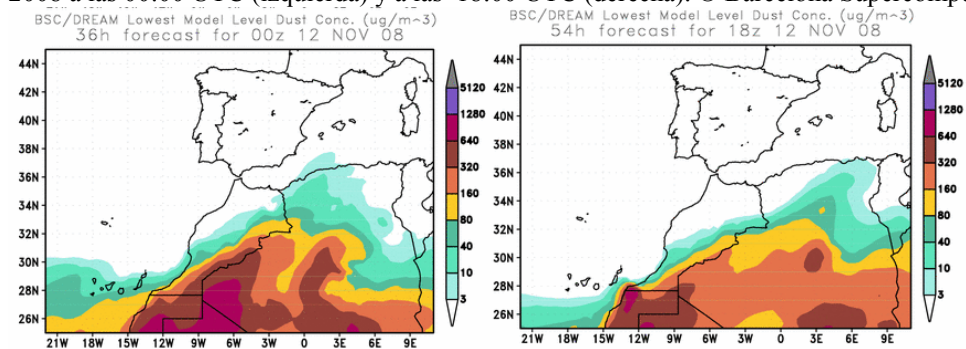 2008 a las 00:00 UTC (izquierda) y a las 18:00 UTC (derecha). © Barcelona
BSC/DREAM Lowest Model Level Dust Conc. (ug/m^3)
36h forecast for 00z 12 NOV 08
44N
42N
40N
38N
36N
34N
32N
30N
28N
26N
21W 18W 15W 12W 9W 6W 3W 0 3E 6E 9E
5120
1280
640
320
160
80
40
10
3
BSC/DREAM Lowest Model Level Dust Conc. (ug/m^3)
54h forecast for 18z 12 NOV 08
44N
42N
40N
38N
36N
34N
32N
30N
28N
26N
21W 18W 15W 12W 9W 6W 3W 0 3E 6E 9E
5120
1280
640
320
160
80
40
10
3